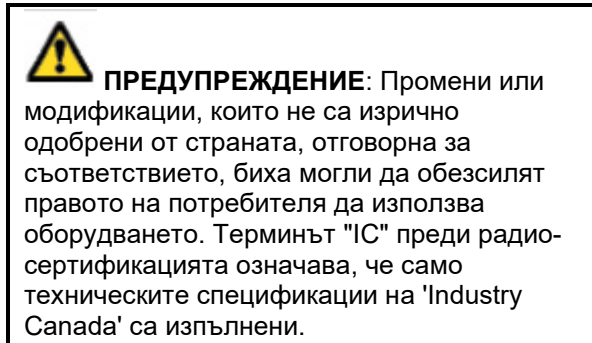 ПРЕДУПРЕЖДЕНИЕ: Промени или
модификации, които не са изрично
одобрени от страната, отговорна за
съответствието, биха могли да обезсилят
правото на потребителя да използва
оборудването. Терминът "IC" преди радио-
сертификацията означава, че само
техническите спецификации на 'Industry
Canada' са изпълнени.